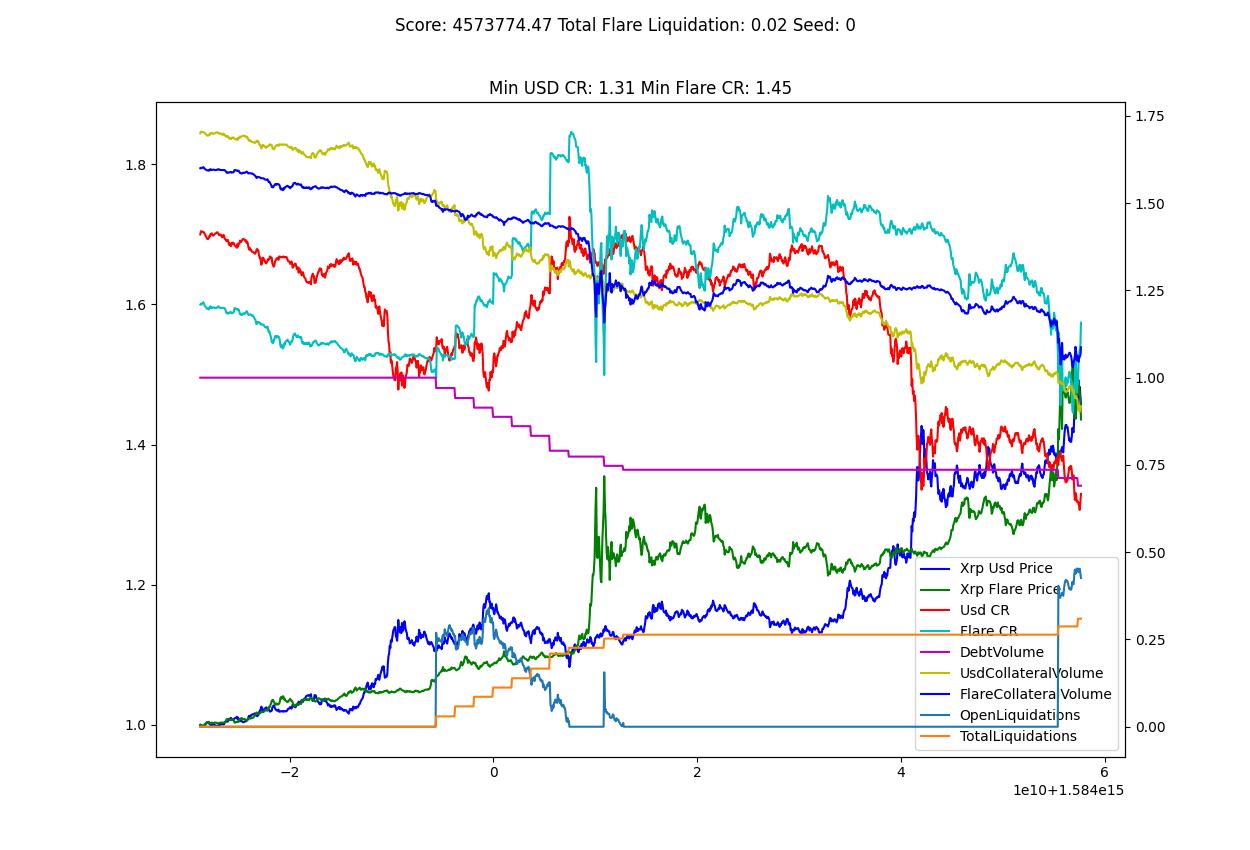 Score: 4573774.47 Total Flare Liquidation: 0.02 Seed: 0
Min USD CR: 1.31 Min Flare CR: 1.45
1.8
1.6
1.4
1.2
1.0
1.75
1.50
1.25
1.00
0.75
0.50
0.25
0.00
Xrp Usd Price
Xrp Flare Price
Usd CR
Flare CR
DebtVolume
UsdCollateralVolume
FlareCollateralVolume
OpenLiquidations
TotalLiquidations
−2 0 2 4 6
1e10+1.584e15